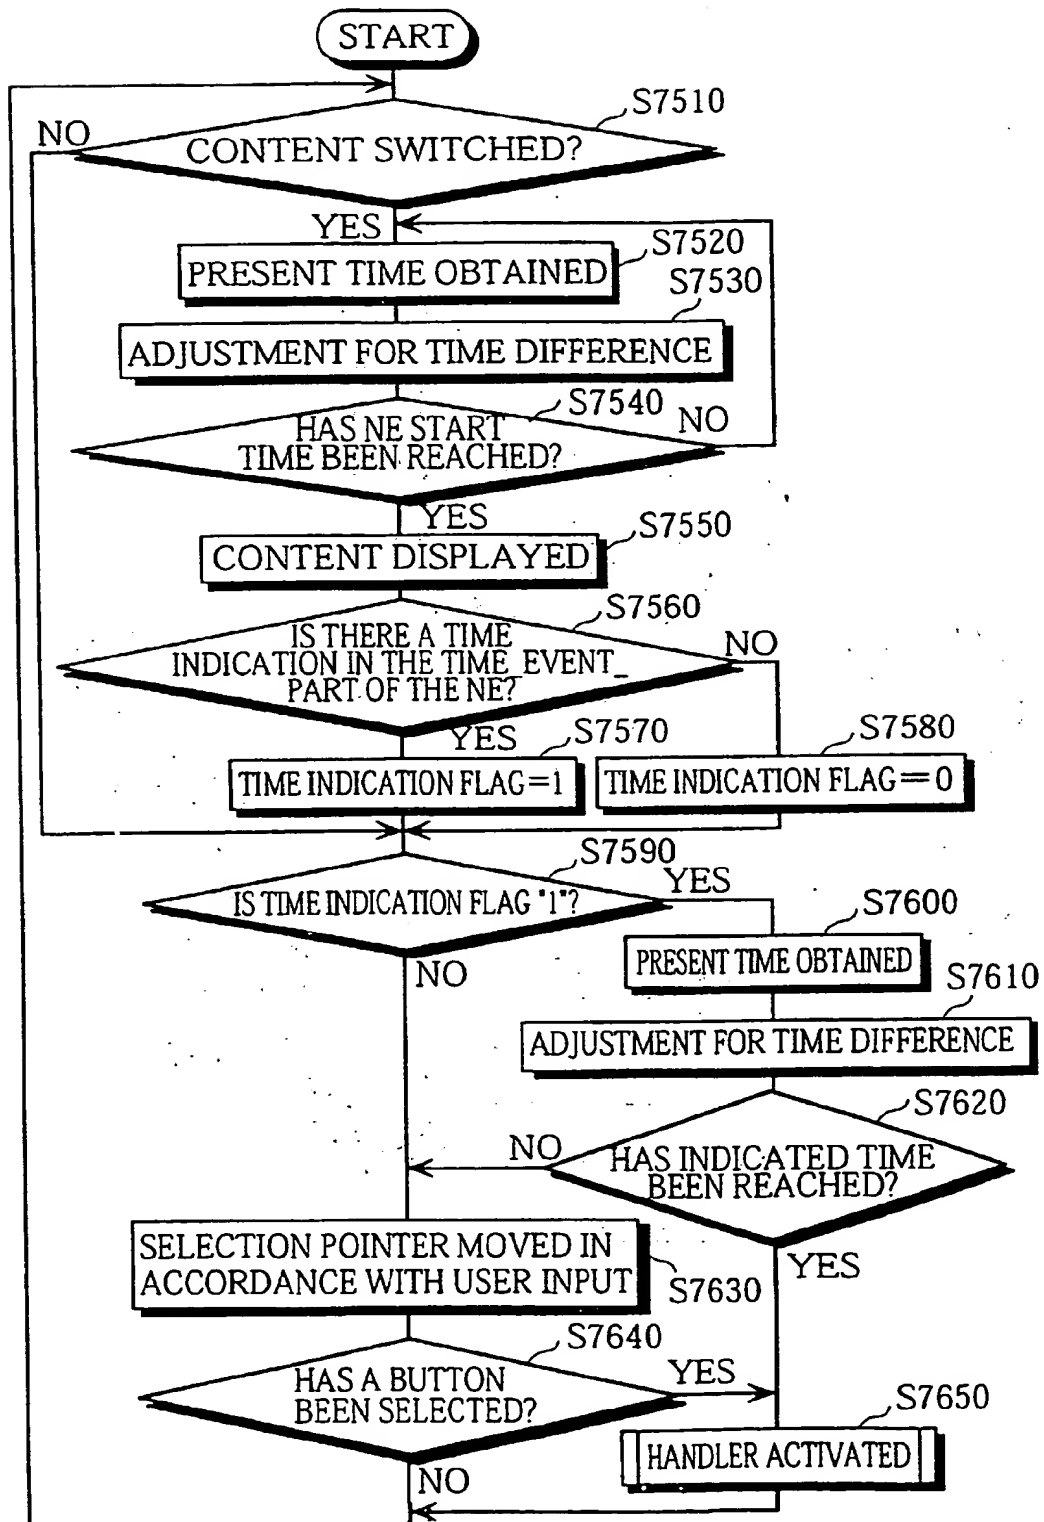 START
S7510
NO
CONTENT SWITCHED?
YES
S7520
PRESENT TIME OBTAINED
S7530
ADJUSTMENT FOR TIME DIFFERENCE
S7540
NO
HAS NE START
TIME BEEN REACHED?
YES
S7550
CONTENT DISPLAYED
S7560
IS THERE A TIME
INDICATION IN THE TIME_EVENT_
PART OF THE NE?
NO
YES
S7570
S7580
TIME INDICATION FLAG=1
TIME INDICATION FLAG=0
S7590
IS TIME INDICATION FLAG "1"?
YES
NO
S7600
PRESENT TIME OBTAINED
S7610
ADJUSTMENT FOR TIME DIFFERENCE
S7620
NO
HAS INDICATED TIME
BEEN REACHED?
YES
SELECTION POINTER MOVED IN
ACCORDANCE WITH USER INPUT
S7630
S7640
HAS A BUTTON
BEEN SELECTED?
YES
S7650
HANDLER ACTIVATED
NO